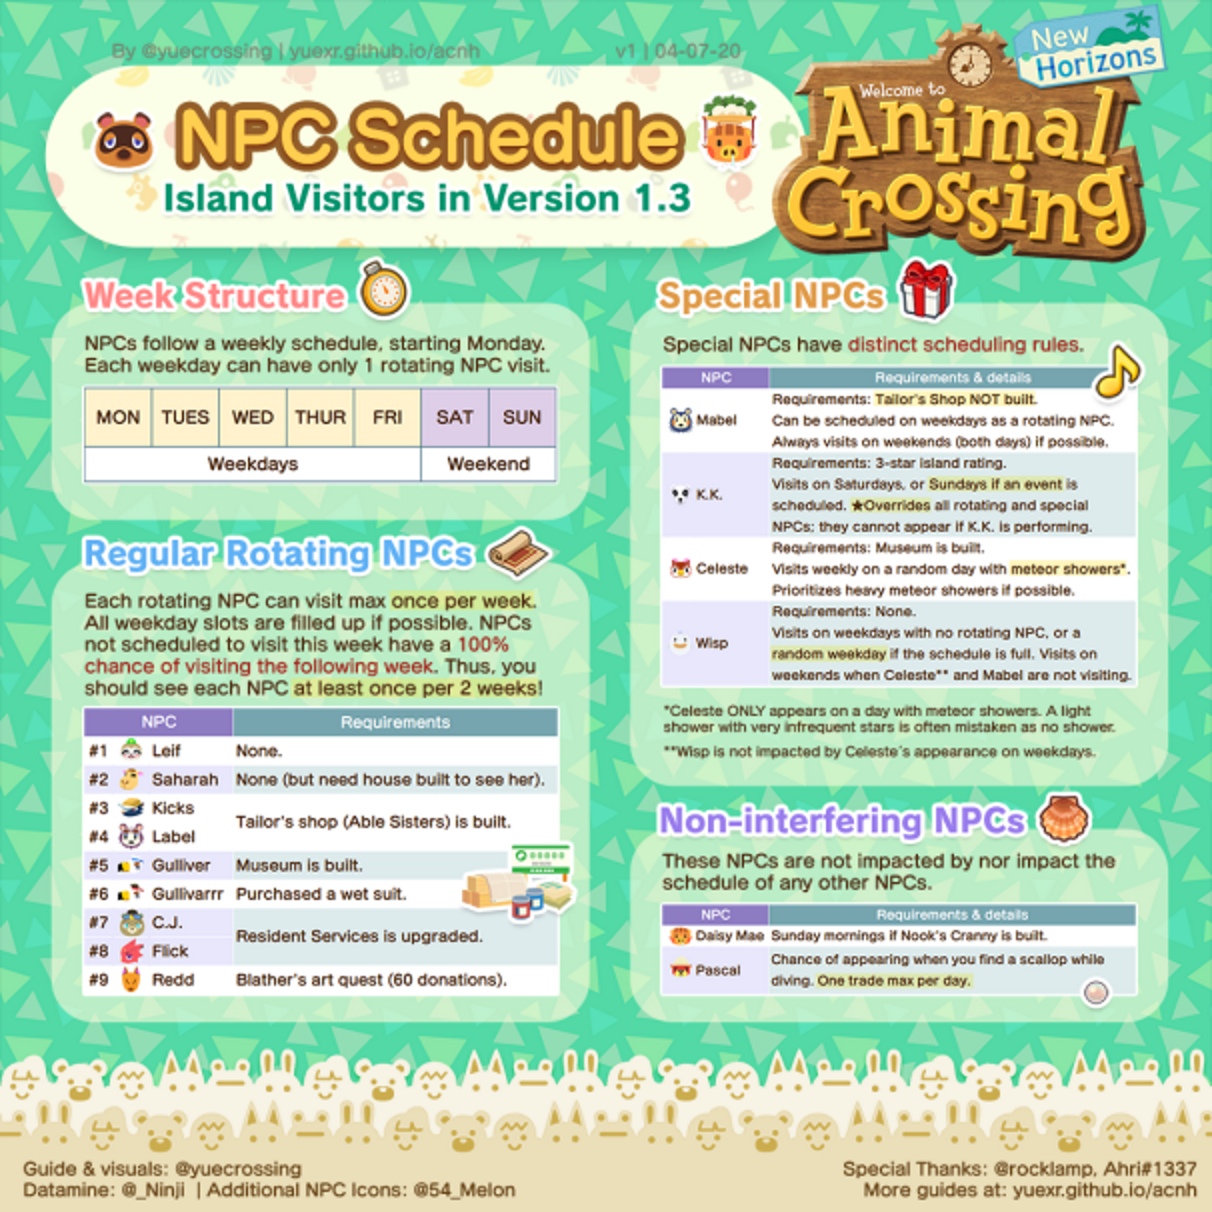 By @yuecrossing | yuexr.github.io/acnh
v1 | 04-07-20
New
Horizons
Welcome to
Animal
Crossing
NPC Schedule
Island Visitors in Version 1.3
Week Structure
NPCs follow a weekly schedule, starting Monday.
Each weekday can have only 1 rotating NPC visit.
MON TUES WED THUR FRI SAT SUN
Weekdays Weekend
Regular Rotating NPCs
Each rotating NPC can visit max once per week.
All weekday slots are filled up if possible. NPCs
not scheduled to visit this week have a 100%
chance of visiting the following week. Thus, you
should see each NPC at least once per 2 weeks!
NPC Requirements
#1 Leif None.
#2 Saharah None (but need house built to see her).
#3 Kicks
Tailor's shop (Able Sisters) is built.
#4 Label
#5 Gulliver Museum is built.
#6 Gullivarrr Purchased a wet suit.
#7 C.J.
Resident Services is upgraded.
#8 Flick
#9 Redd Blather's art quest (60 donations).
Special NPCs
Special NPCs have distinct scheduling rules.
NPC Requirements & details
Requirements: Tailor's Shop NOT built.
Mabel Can be scheduled on weekdays as a rotating NPC.
Always visits on weekends (both days) if possible.
Requirements: 3-star island rating.
Visits on Saturdays, or Sundays if an event is
K.K.
scheduled. ★Overrides all rotating and special
NPCs; they cannot appear if K.K. is performing.
Requirements: Museum is built.
Celeste Visits weekly on a random day with meteor showers*.
Prioritizes heavy meteor showers if possible.
Requirements: None.
Visits on weekdays with no rotating NPC, or a
Wisp
random weekday if the schedule is full. Visits on
weekends when Celeste** and Mabel are not visiting.
*Celeste ONLY appears on a day with meteor showers. A light
shower with very infrequent stars is often mistaken as no shower.
**Wisp is not impacted by Celeste's appearance on weekdays.
Non-interfering NPCs
These NPCs are not impacted by nor impact the
schedule of any other NPCs.
NPC Requirements & details
Daisy Mae Sunday mornings if Nook's Cranny is built.
Chance of appearing when you find a scallop while
Pascal
diving. One trade max per day.
Guide & visuals: @yuecrossing
Datamine: @_Ninji | Additional NPC Icons: @54_Melon
Special Thanks: @rocklamp, Ahri#1337
More guides at: yuexr.github.io/acnh